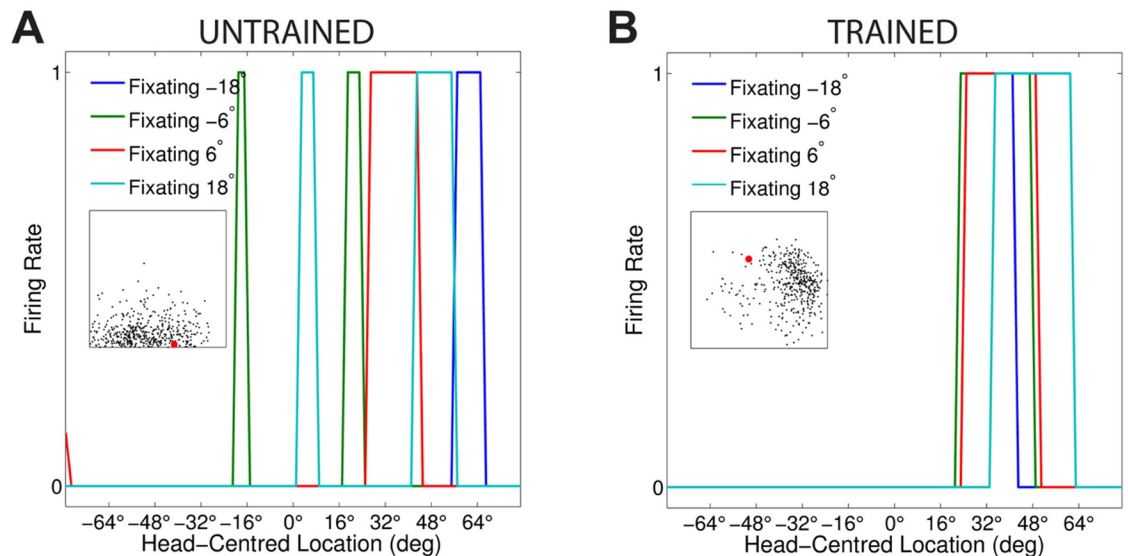 A
UNTRAINED
1
Fixating −18°
Fixating −6°
Fixating 6°
Fixating 18°
Firing Rate
0
−64° −48° −32° −16° 0° 16° 32° 48° 64°
Head−Centred Location (deg)
B
TRAINED
1
Fixating −18°
Fixating −6°
Fixating 6°
Fixating 18°
Firing Rate
0
−64° −48° −32° −16° 0° 16° 32° 48° 64°
Head−Centred Location (deg)